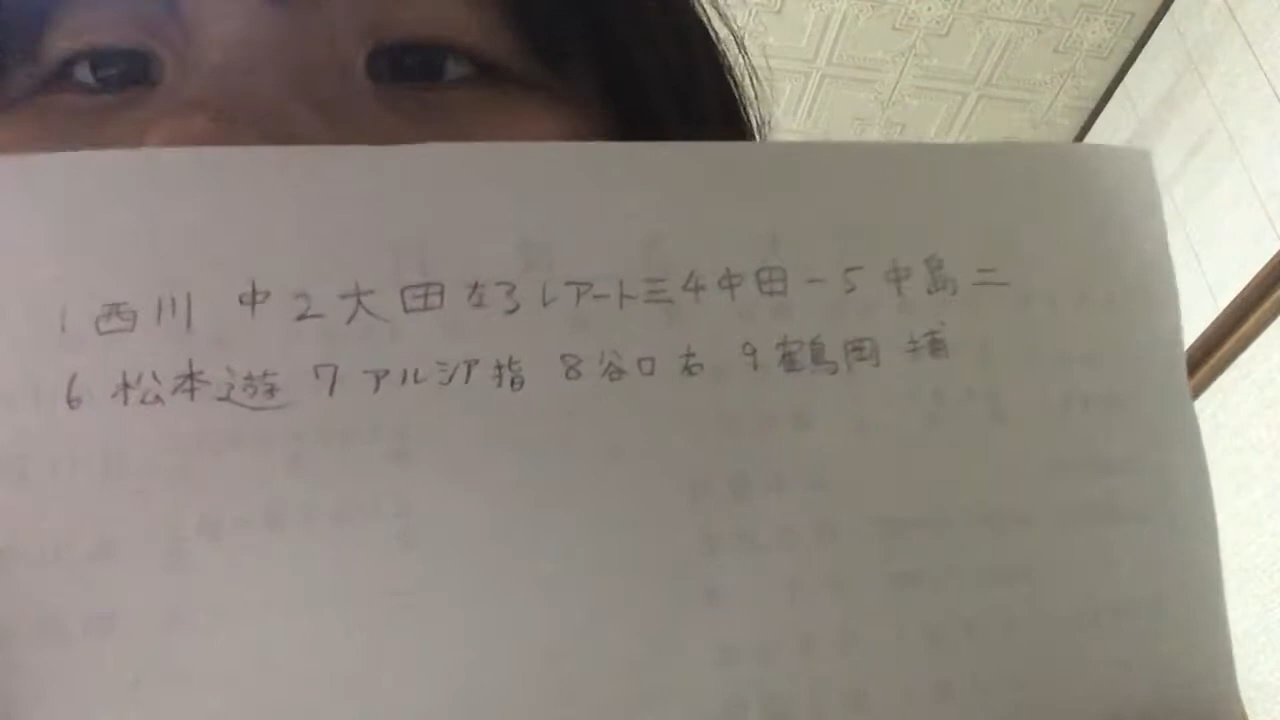 1 西川 中 2 大田 左 3 レアート 三 4 中田 一 5 中島 二
6 松本 遊 7 アルシア 指 8 谷口 右 9 鶴岡 捕